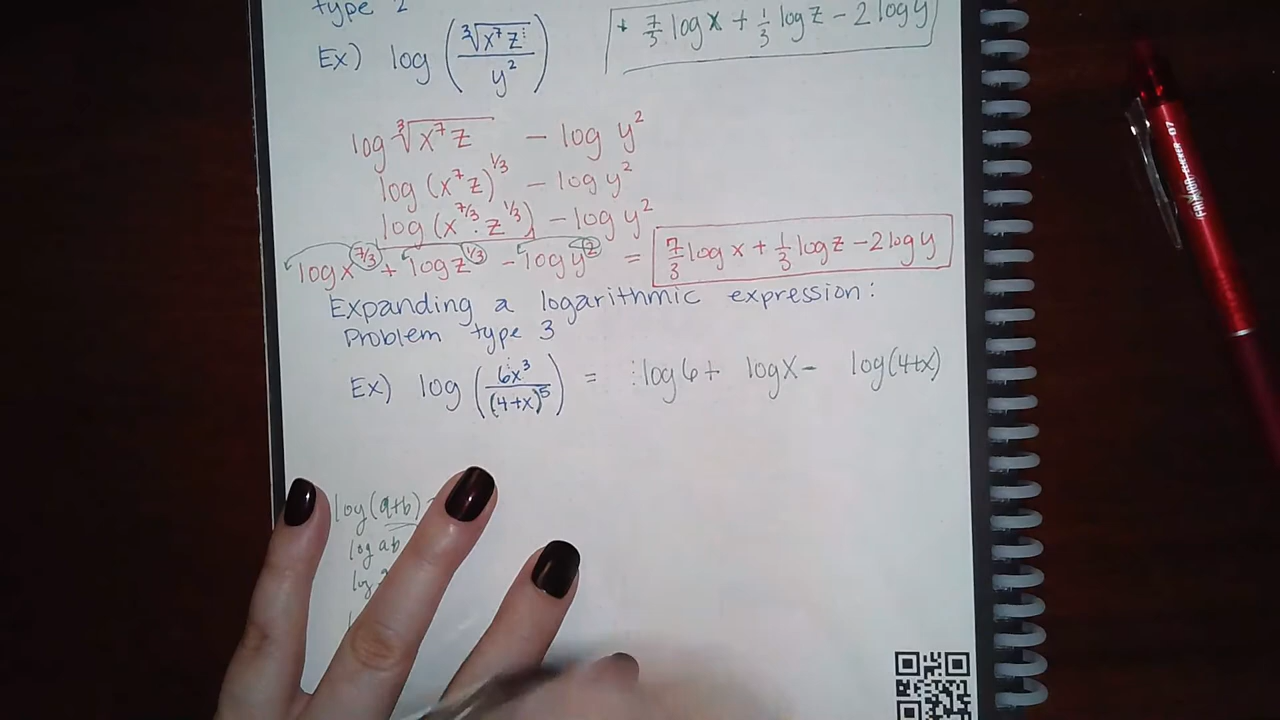 type 2
+ 7/3 log x + 1/3 log z - 2 log y
Ex) log (∛(x⁷z) / y²)
log ∛(x⁷z) - log y²
log (x⁷z)^1/3 - log y²
log (x^7/3 · z^1/3) - log y²
log x^7/3 + log z^1/3 - log y² = 7/3 log x + 1/3 log z - 2 log y
Expanding a logarithmic expression:
Problem type 3
Ex) log (6x³ / (4+x)⁵) = log 6 + log x - log(4+x)
log(a+b)
log ab
log